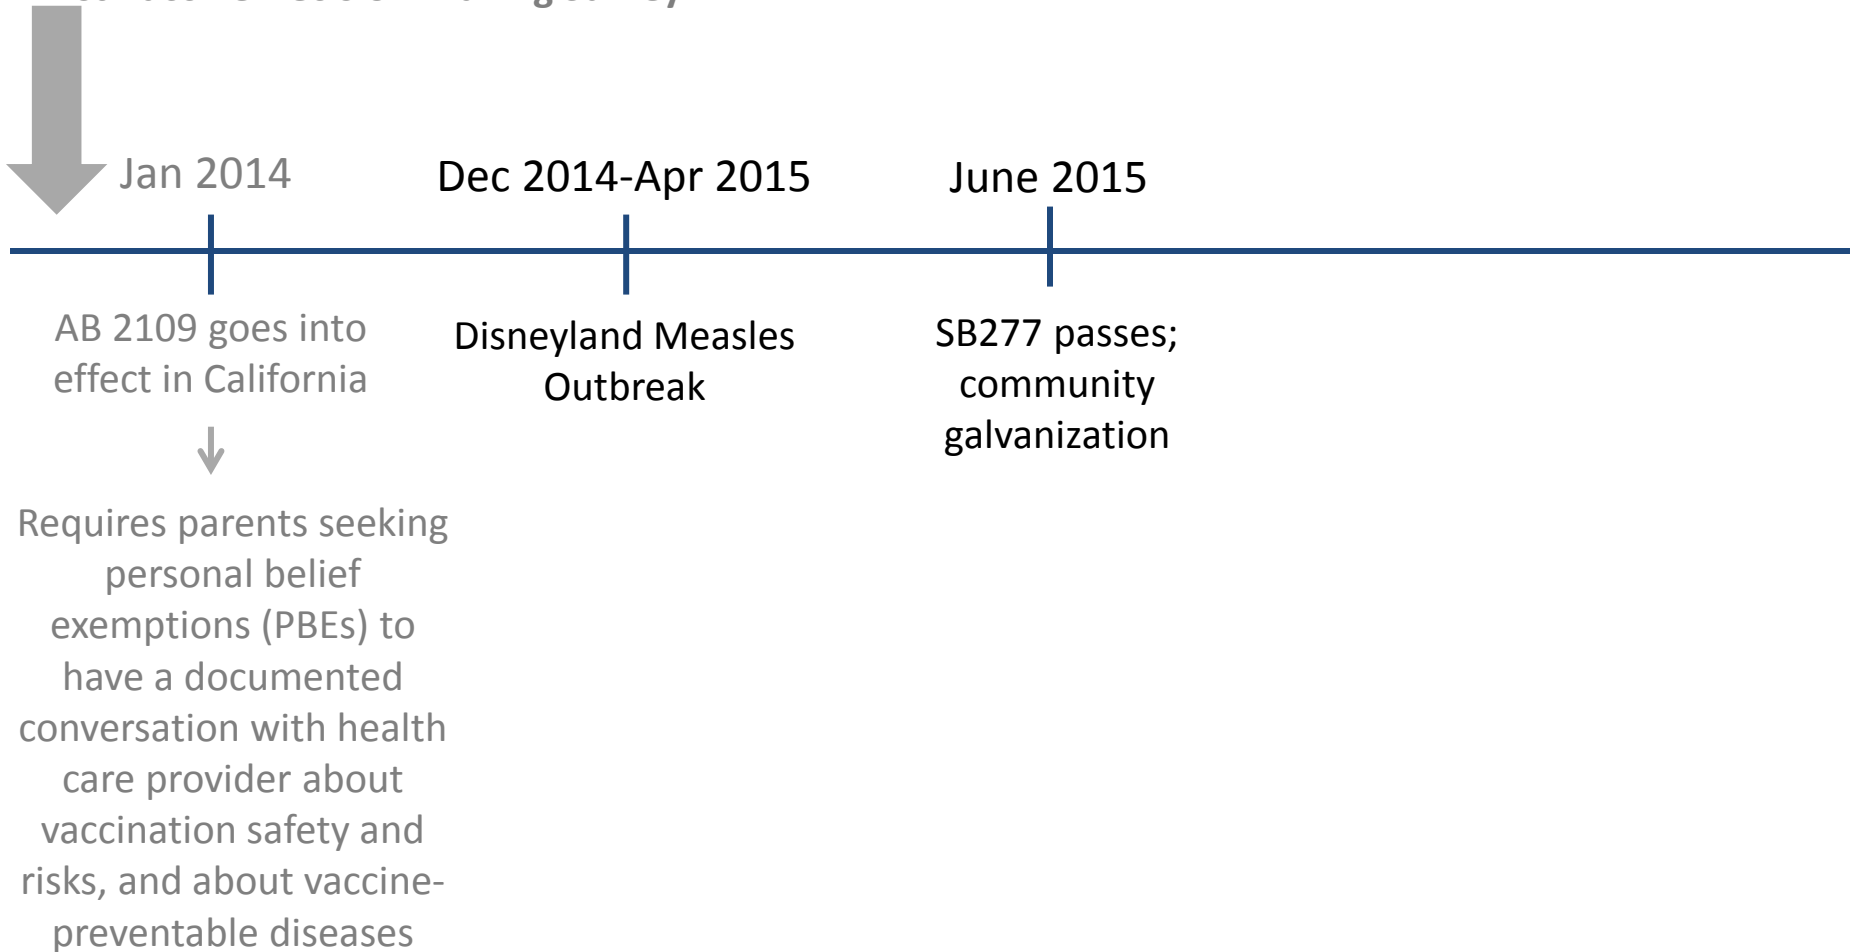 Jan 2014
Dec 2014-Apr 2015
June 2015
AB 2109 goes into
effect in California
Disneyland Measles
Outbreak
SB277 passes;
community
galvanization
Requires parents seeking
personal belief
exemptions (PBEs) to
have a documented
conversation with health
care provider about
vaccination safety and
risks, and about vaccine-
preventable diseases